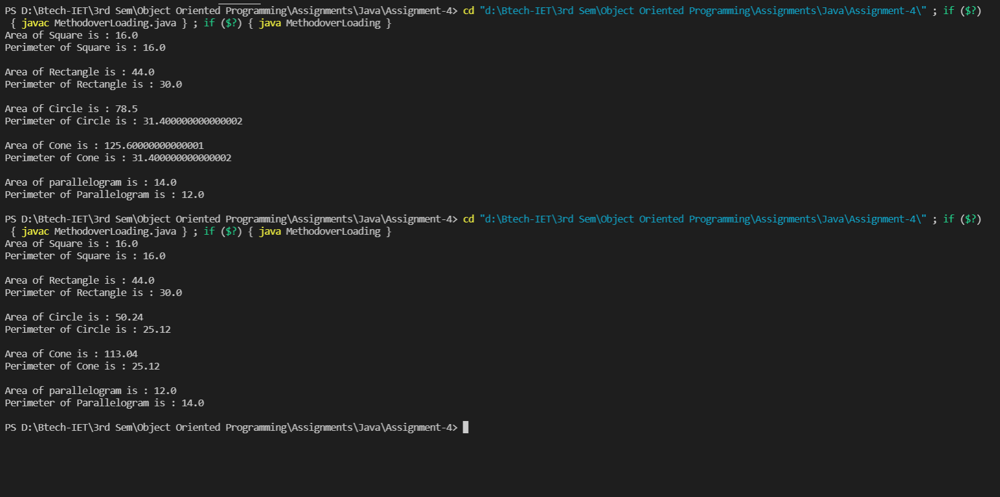 PS D:\Btech-IET\3rd Sem\Object Oriented Programming\Assignments\Java\Assignment-4> cd "d:\Btech-IET\3rd Sem\Object Oriented Programming\Assignments\Java\Assignment-4\" ; if ($?)
{ javac MethodoverLoading.java } ; if ($?) { java MethodoverLoading }
Area of Square is : 16.0
Perimeter of Square is : 16.0
Area of Rectangle is : 44.0
Perimeter of Rectangle is : 30.0
Area of Circle is : 78.5
Perimeter of Circle is : 31.400000000000002
Area of Cone is : 125.60000000000001
Perimeter of Cone is : 31.400000000000002
Area of parallelogram is : 14.0
Perimeter of Parallelogram is : 12.0
PS D:\Btech-IET\3rd Sem\Object Oriented Programming\Assignments\Java\Assignment-4> cd "d:\Btech-IET\3rd Sem\Object Oriented Programming\Assignments\Java\Assignment-4\" ; if ($?)
{ javac MethodoverLoading.java } ; if ($?) { java MethodoverLoading }
Area of Square is : 16.0
Perimeter of Square is : 16.0
Area of Rectangle is : 44.0
Perimeter of Rectangle is : 30.0
Area of Circle is : 50.24
Perimeter of Circle is : 25.12
Area of Cone is : 113.04
Perimeter of Cone is : 25.12
Area of parallelogram is : 12.0
Perimeter of Parallelogram is : 14.0
PS D:\Btech-IET\3rd Sem\Object Oriented Programming\Assignments\Java\Assignment-4>